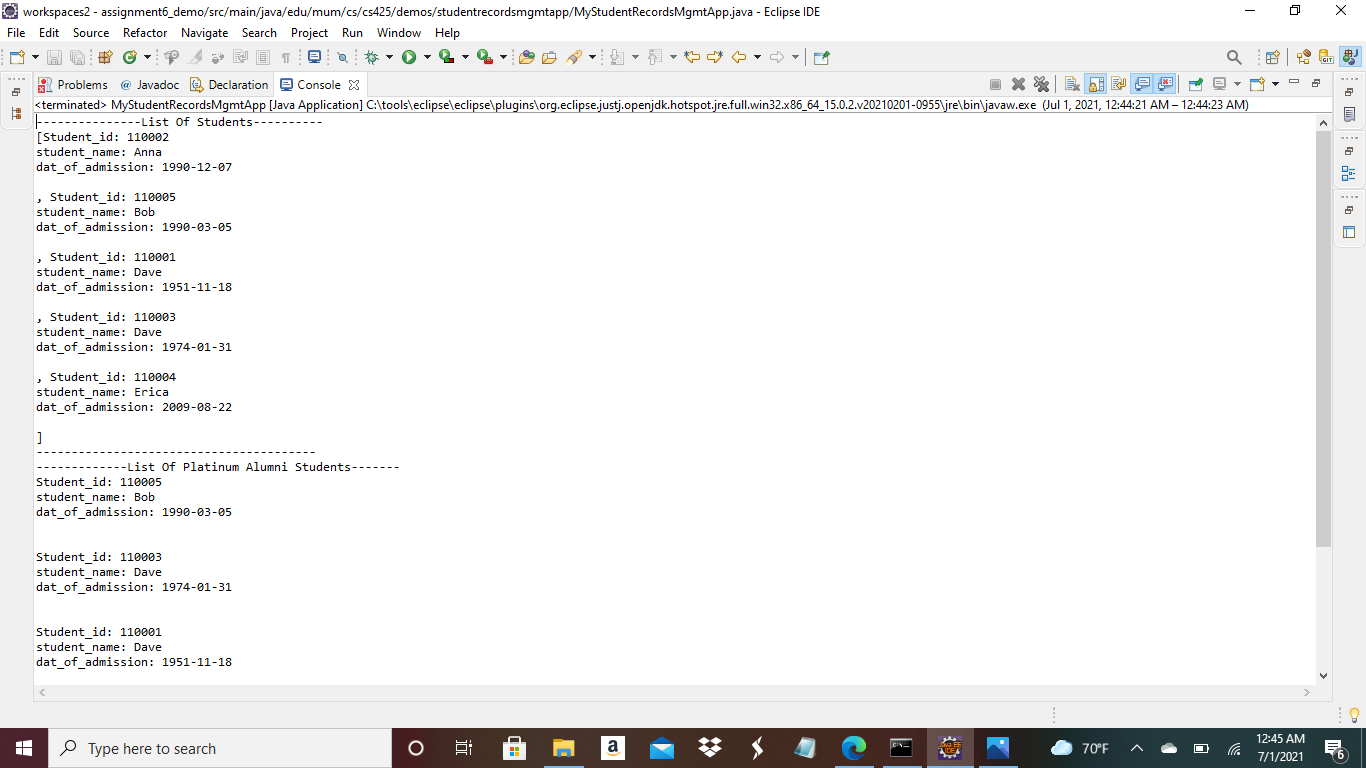 workspaces2 - assignment6_demo/src/main/java/edu/mum/cs/cs425/demos/studentrecordsmgmtapp/MyStudentRecordsMgmtApp.java - Eclipse IDE
File Edit Source Refactor Navigate Search Project Run Window Help
Problems @ Javadoc Declaration Console
<terminated> MyStudentRecordsMgmtApp [Java Application] C:\tools\eclipse\eclipse\plugins\org.eclipse.justj.openjdk.hotspot.jre.full.win32.x86_64_15.0.2.v20210201-0955\jre\bin\javaw.exe (Jul 1, 2021, 12:44:21 AM – 12:44:23 AM)
---------------List Of Students----------
[Student_id: 110002
student_name: Anna
dat_of_admission: 1990-12-07
, Student_id: 110005
student_name: Bob
dat_of_admission: 1990-03-05
, Student_id: 110001
student_name: Dave
dat_of_admission: 1951-11-18
, Student_id: 110003
student_name: Dave
dat_of_admission: 1974-01-31
, Student_id: 110004
student_name: Erica
dat_of_admission: 2009-08-22
]
----------------------------------------
-------------List Of Platinum Alumni Students-------
Student_id: 110005
student_name: Bob
dat_of_admission: 1990-03-05
Student_id: 110003
student_name: Dave
dat_of_admission: 1974-01-31
Student_id: 110001
student_name: Dave
dat_of_admission: 1951-11-18
Type here to search
70°F
12:45 AM
7/1/2021
6